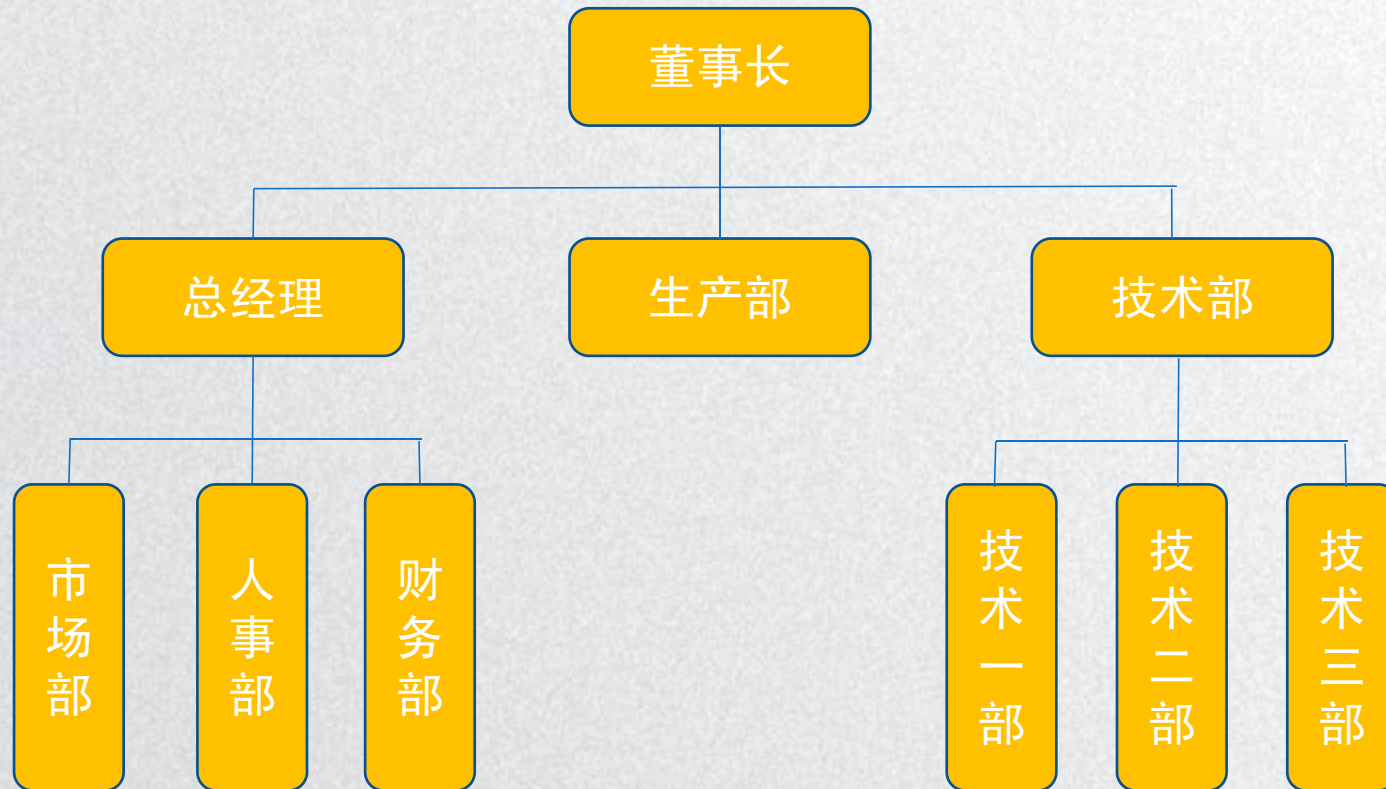 董事长
总经理
生产部
技术部
市场部
人事部
财务部
技术一部
技术二部
技术三部